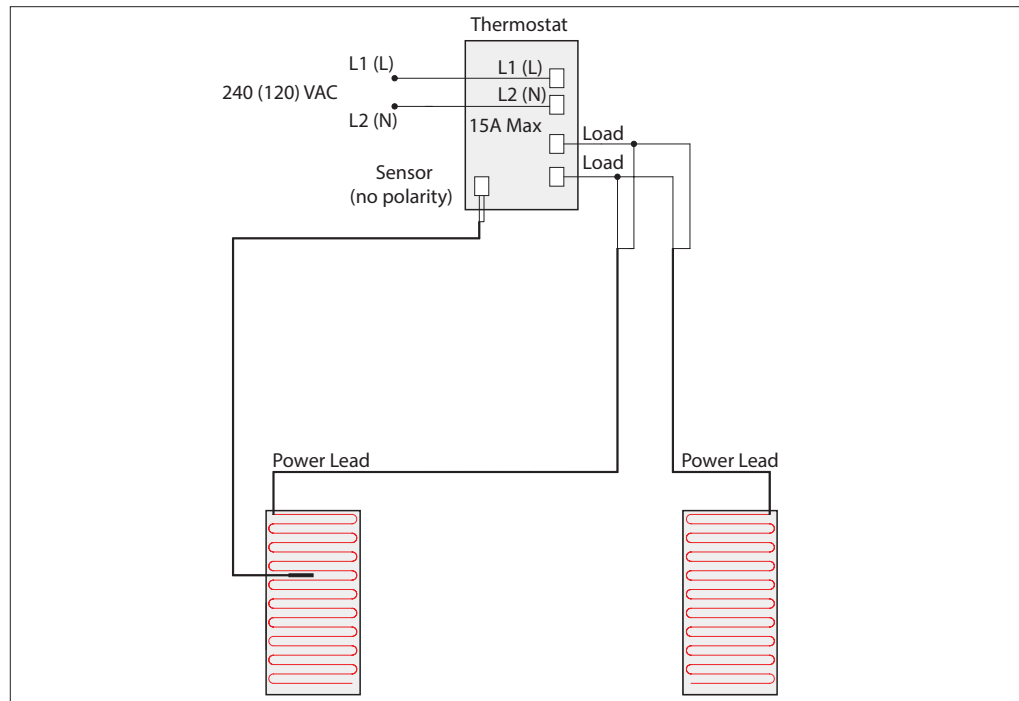 Thermostat
L1 (L)
L1 (L)
240 (120) VAC
L2 (N)
L2 (N)
15A Max
Load
Load
Sensor
(no polarity)
Power Lead
Power Lead